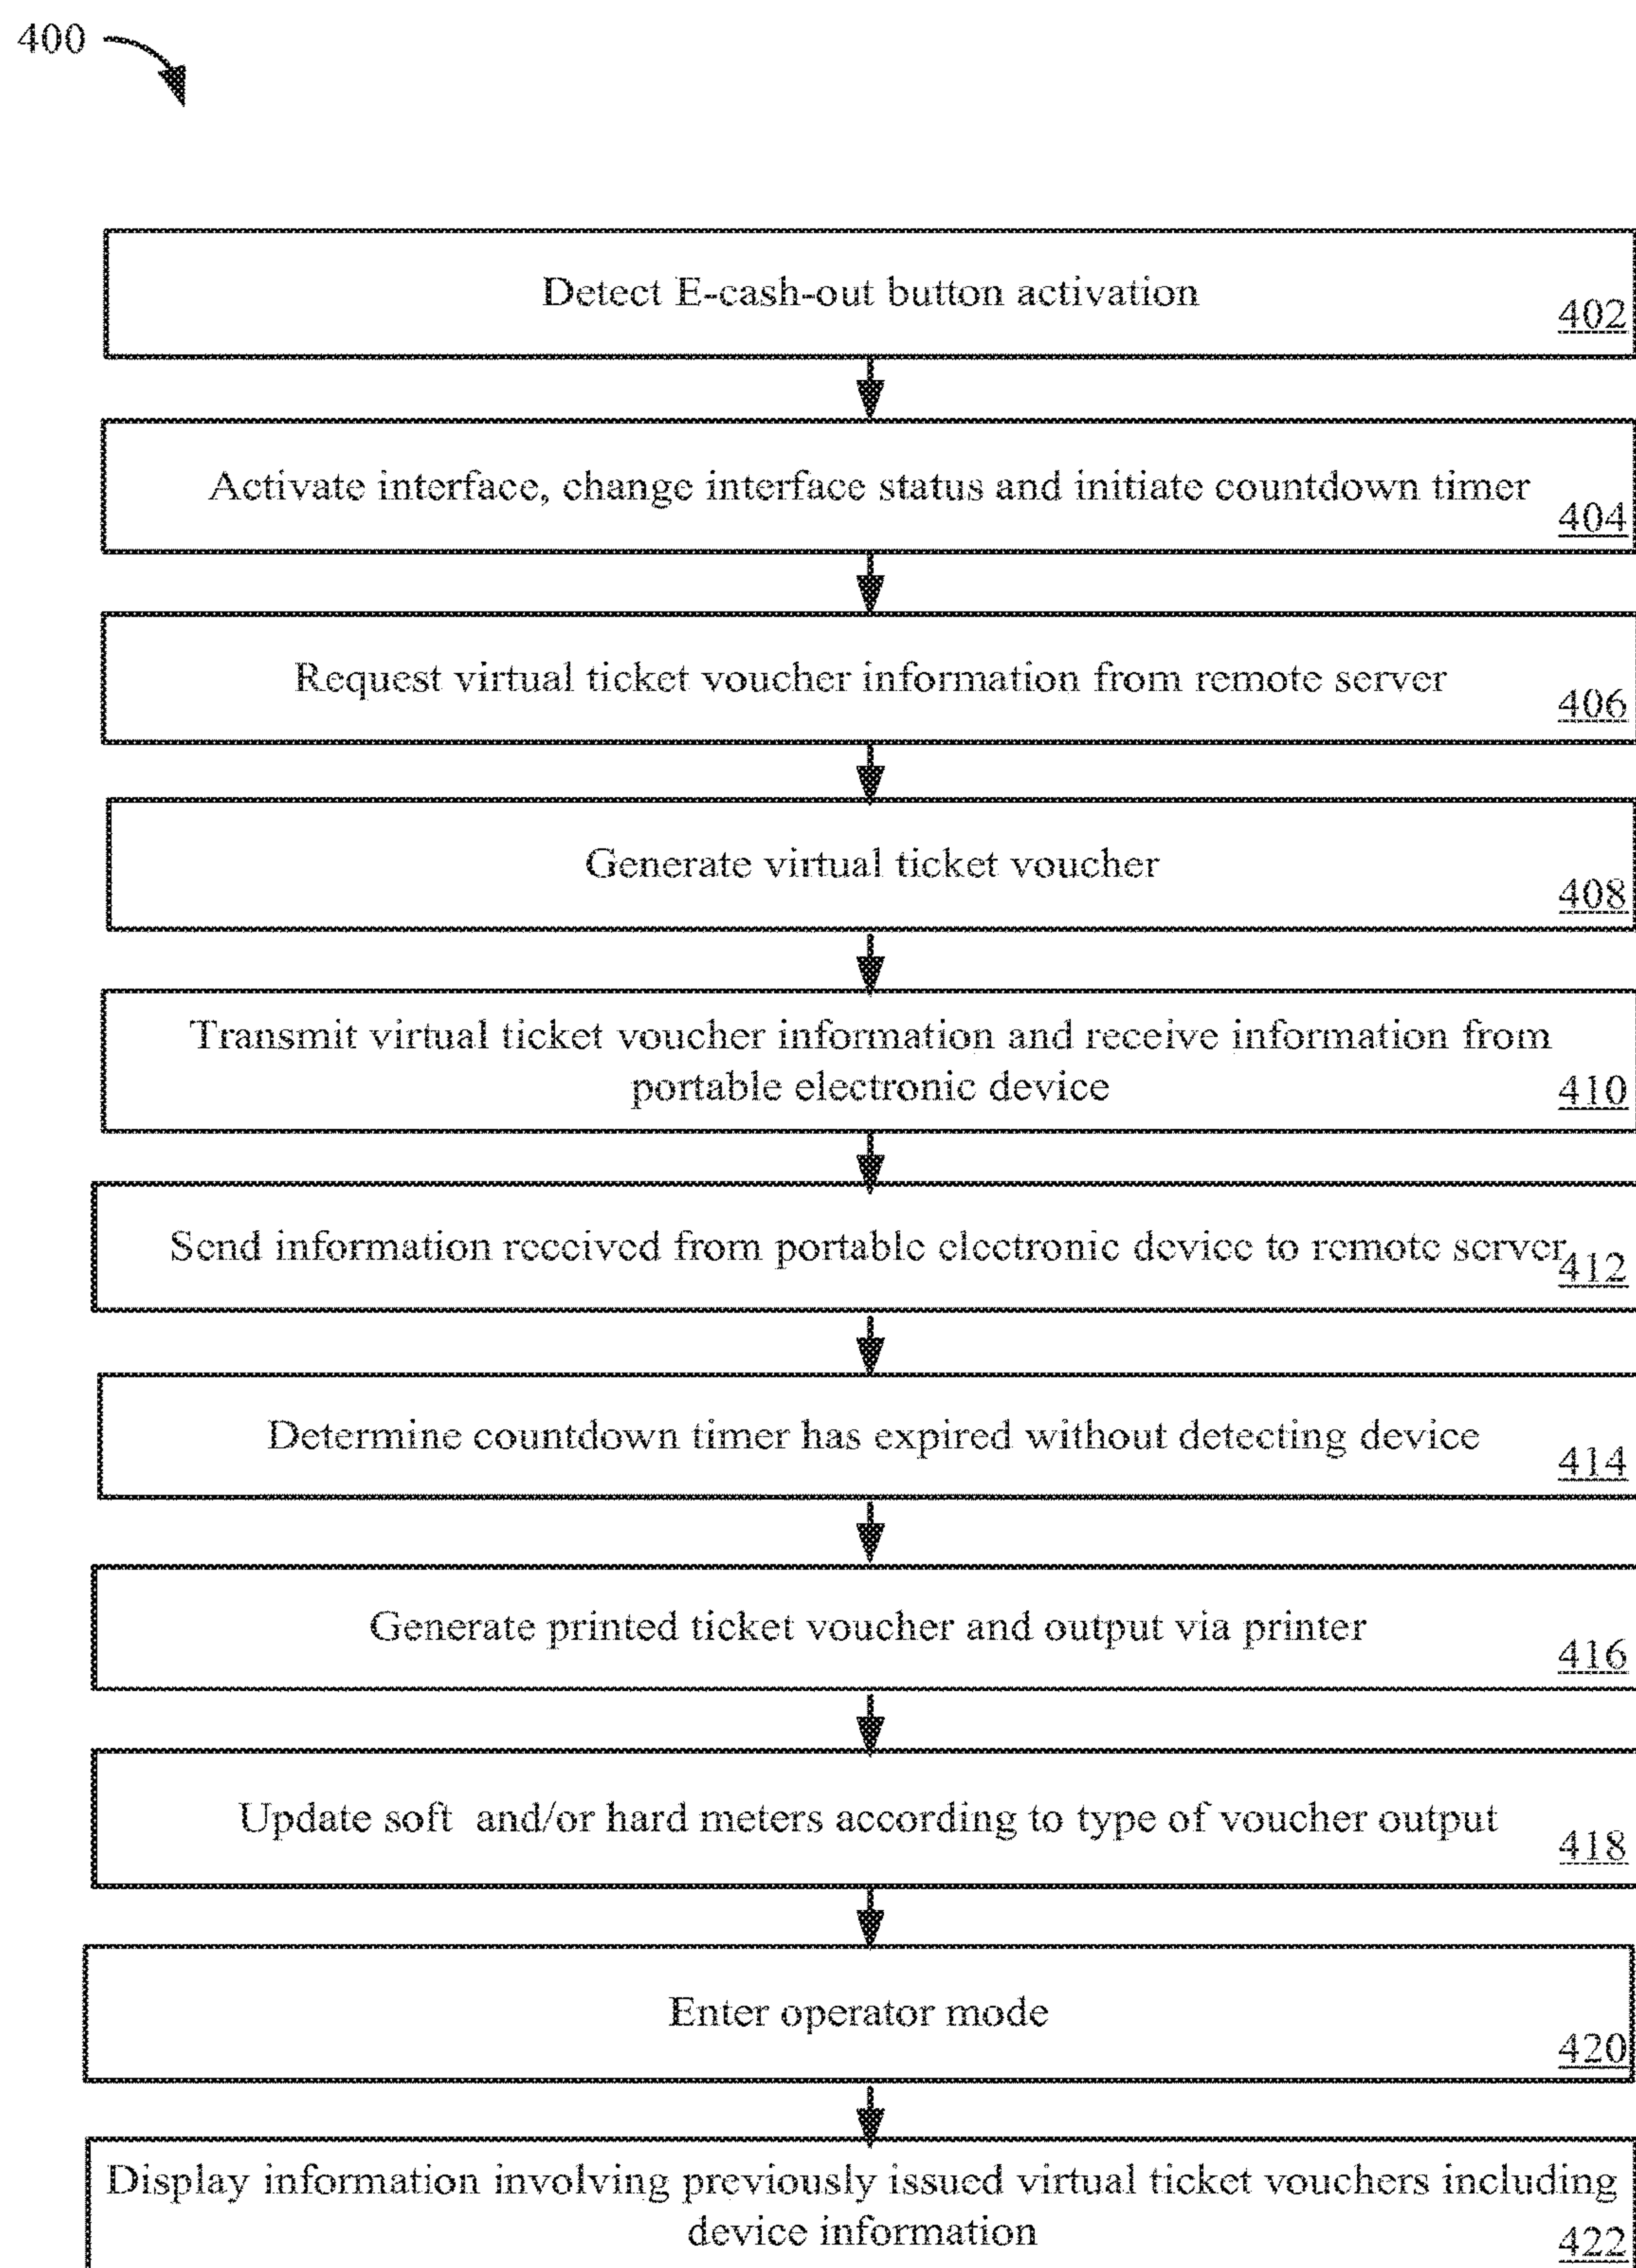 400
Detect E-cash-out button activation
402
Activate interface, change interface status and initiate countdown timer
404
Request virtual ticket voucher information from remote server
406
Generate virtual ticket voucher
408
Transmit virtual ticket voucher information and receive information from
portable electronic device
410
Send information received from portable electronic device to remote server
412
Determine countdown timer has expired without detecting device
414
Generate printed ticket voucher and output via printer
416
Update soft and/or hard meters according to type of voucher output
418
Enter operator mode
420
Display information involving previously issued virtual ticket vouchers including
device information
422